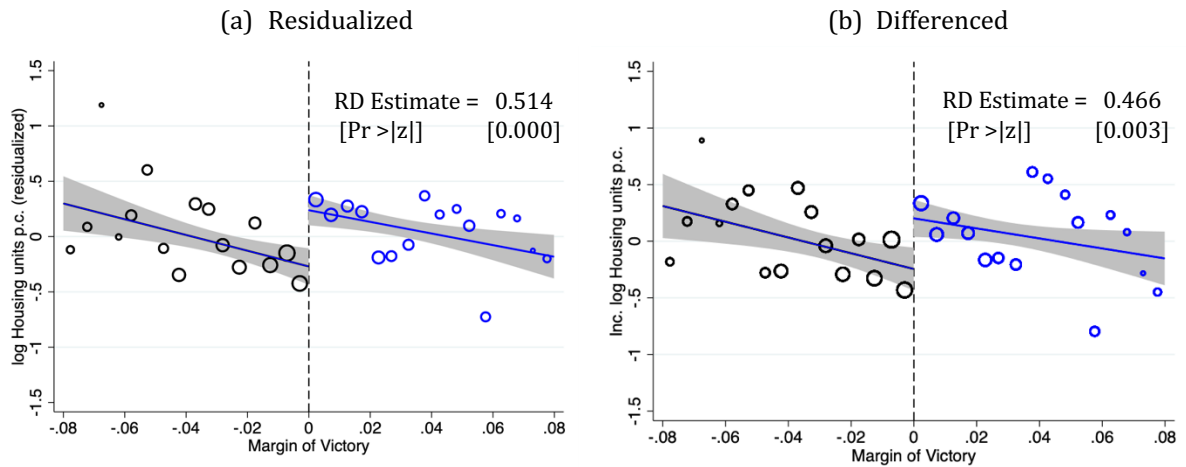 (a) Residualized
RD Estimate = 0.514
[Pr >|z|] [0.000]
log Housing units p.c. (residualized)
1.5
1
.5
0
-.5
-1
-1.5
-.08 -.06 -.04 -.02 0 .02 .04 .06 .08
Margin of Victory
(b) Differenced
RD Estimate = 0.466
[Pr >|z|] [0.003]
Inc. log Housing units p.c.
1.5
1
.5
0
-.5
-1
-1.5
-.08 -.06 -.04 -.02 0 .02 .04 .06 .08
Margin of Victory